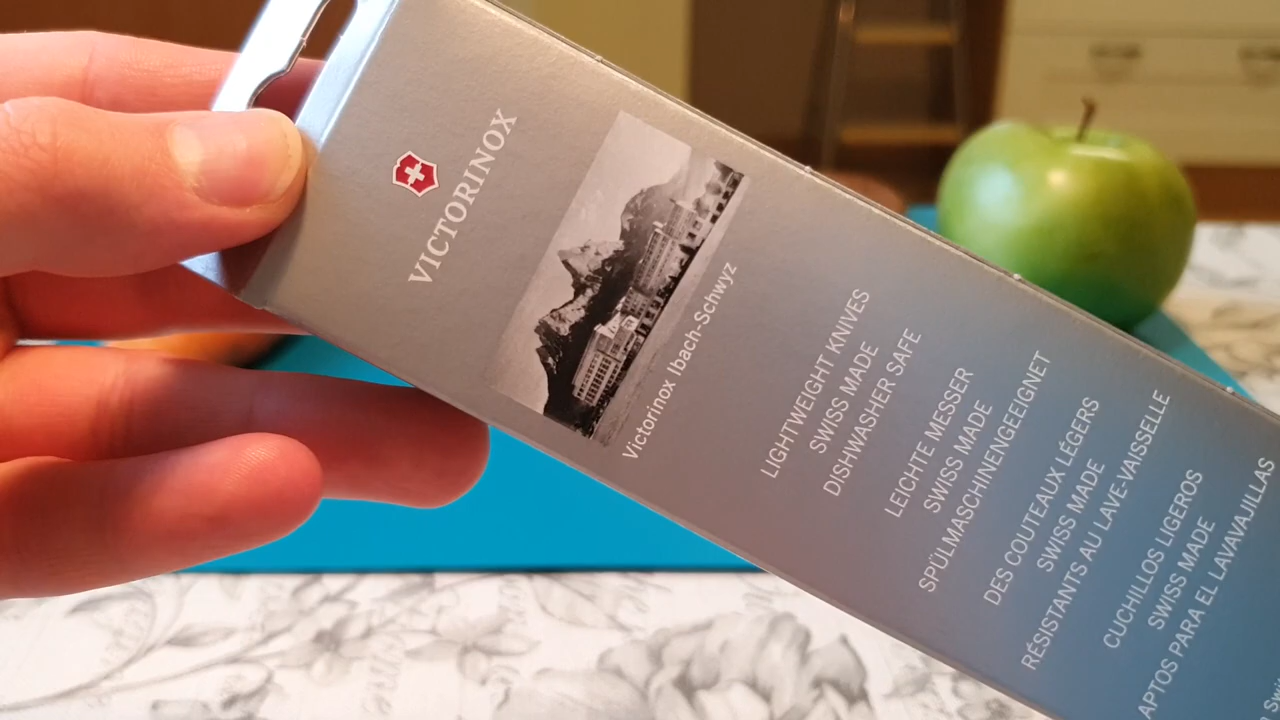 VICTORINOX
Victorinox Ibach-Schwyz
LIGHTWEIGHT KNIVES
SWISS MADE
DISHWASHER SAFE
LEICHTE MESSER
SWISS MADE
SPÜLMASCHINENGEEIGNET
DES COUTEAUX LÉGERS
SWISS MADE
RÉSISTANTS AU LAVE-VAISSELLE
CUCHILLOS LIGEROS
SWISS MADE
APTOS PARA EL LAVAVAJILLAS